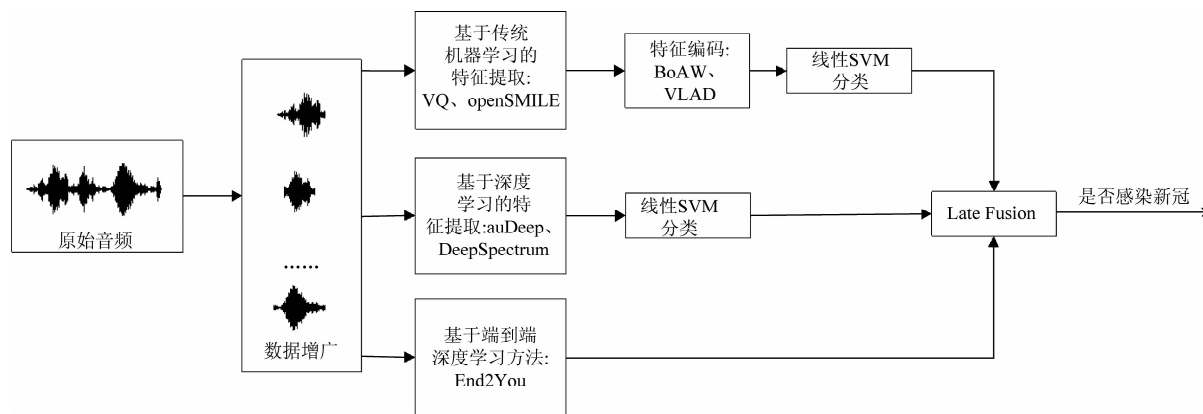 原始音频
……
数据增广
基于传统
机器学习的
特征提取:
VQ、openSMILE
特征编码:
BoAW、
VLAD
线性SVM
分类
基于深度
学习的特
征提取:auDeep、
DeepSpectrum
线性SVM
分类
基于端到端
深度学习方法:
End2You
Late Fusion
是否感染新冠